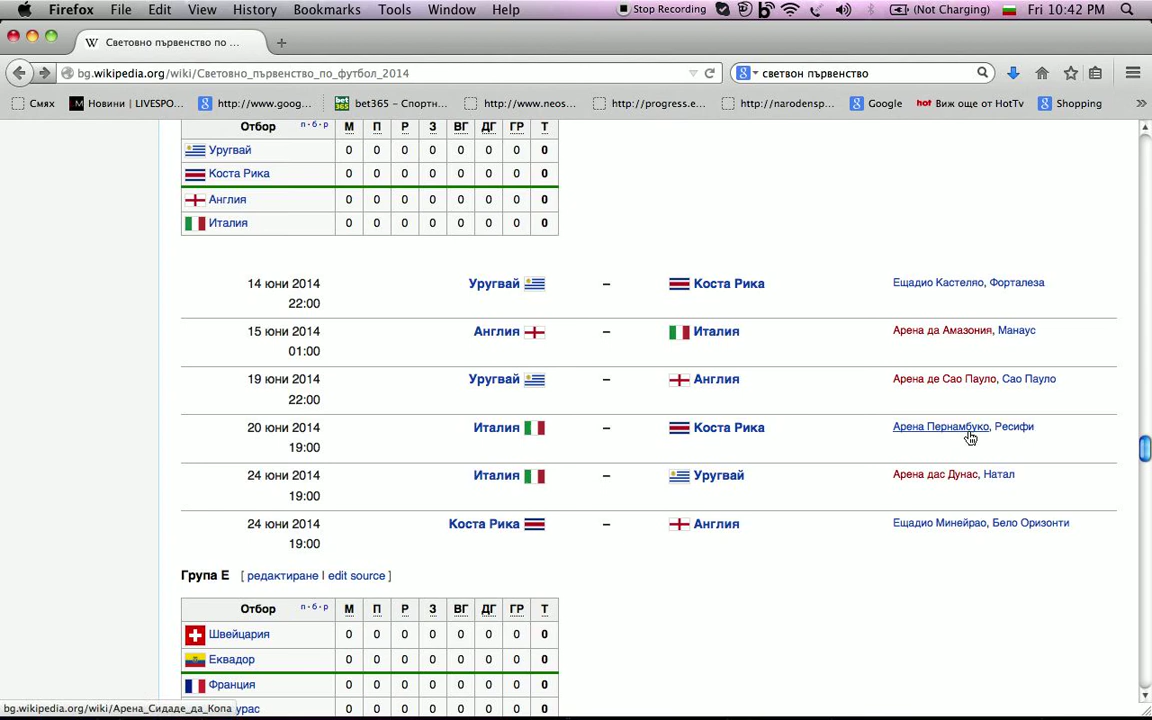 Firefox File Edit View History Bookmarks Tools Window Help Stop Recording (Not Charging) Fri 10:42 PM
W Световно първенство по ...
bg.wikipedia.org/wiki/Световно_първенство_по_футбол_2014 светвон първенство
Смях Новини | LIVESPO... http://www.goog... bet365 – Спортн... http://www.neos... http://progress.e... http://narodensp... Google hot Виж още от HotTv Shopping »
Отбор п·б·р М П Р З ВГ ДГ ГР Т
Уругвай 0 0 0 0 0 0 0 0
Коста Рика 0 0 0 0 0 0 0 0
Англия 0 0 0 0 0 0 0 0
Италия 0 0 0 0 0 0 0 0
14 юни 2014 Уругвай – Коста Рика Ещадио Кастеляо, Форталеза
22:00
15 юни 2014 Англия – Италия Арена да Амазония, Манаус
01:00
19 юни 2014 Уругвай – Англия Арена де Сао Пауло, Сао Пауло
22:00
20 юни 2014 Италия – Коста Рика Арена Пернамбуко, Ресифи
19:00
24 юни 2014 Италия – Уругвай Арена дас Дунас, Натал
19:00
24 юни 2014 Коста Рика – Англия Ещадио Минейрао, Бело Оризонти
19:00
Група E [ редактиране | edit source ]
Отбор п·б·р М П Р З ВГ ДГ ГР Т
Швейцария 0 0 0 0 0 0 0 0
Еквадор 0 0 0 0 0 0 0 0
Франция 0 0 0 0 0 0 0 0
bg.wikipedia.org/wiki/Арена_Сидаде_да_Копа урас 0 0 0 0 0 0 0 0